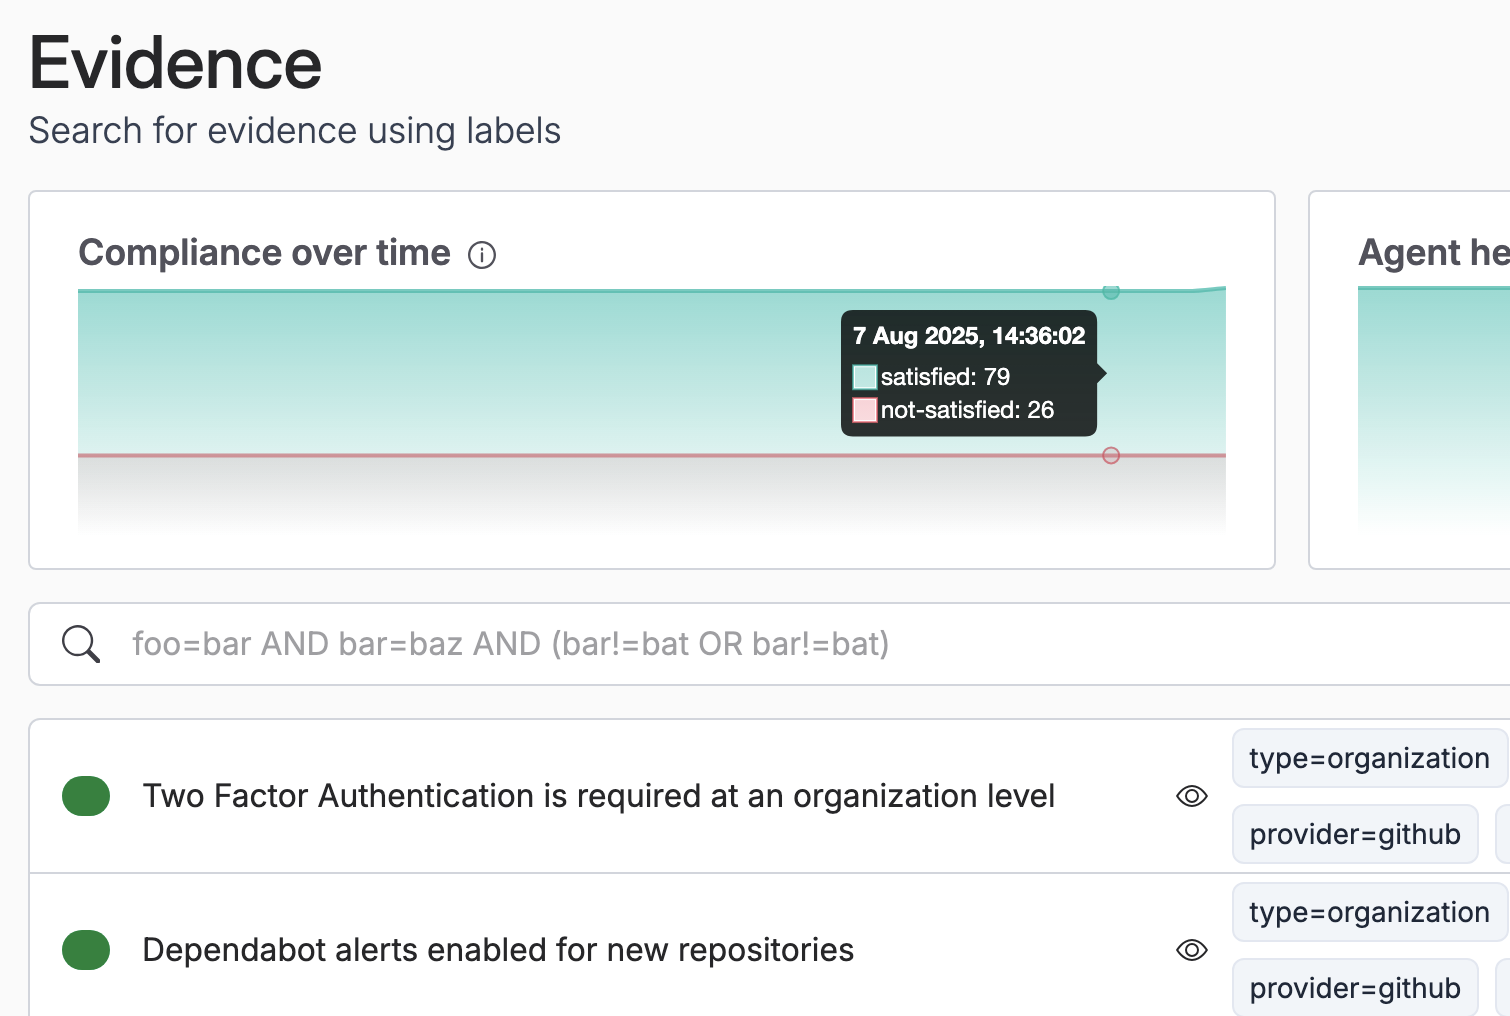 Evidence
Search for evidence using labels
Compliance over time
Agent he
7 Aug 2025, 14:36:02
satisfied: 79
not-satisfied: 26
foo=bar AND bar=baz AND (bar!=bat OR bar!=bat)
Two Factor Authentication is required at an organization level
type=organization
provider=github
Dependabot alerts enabled for new repositories
type=organization
provider=github